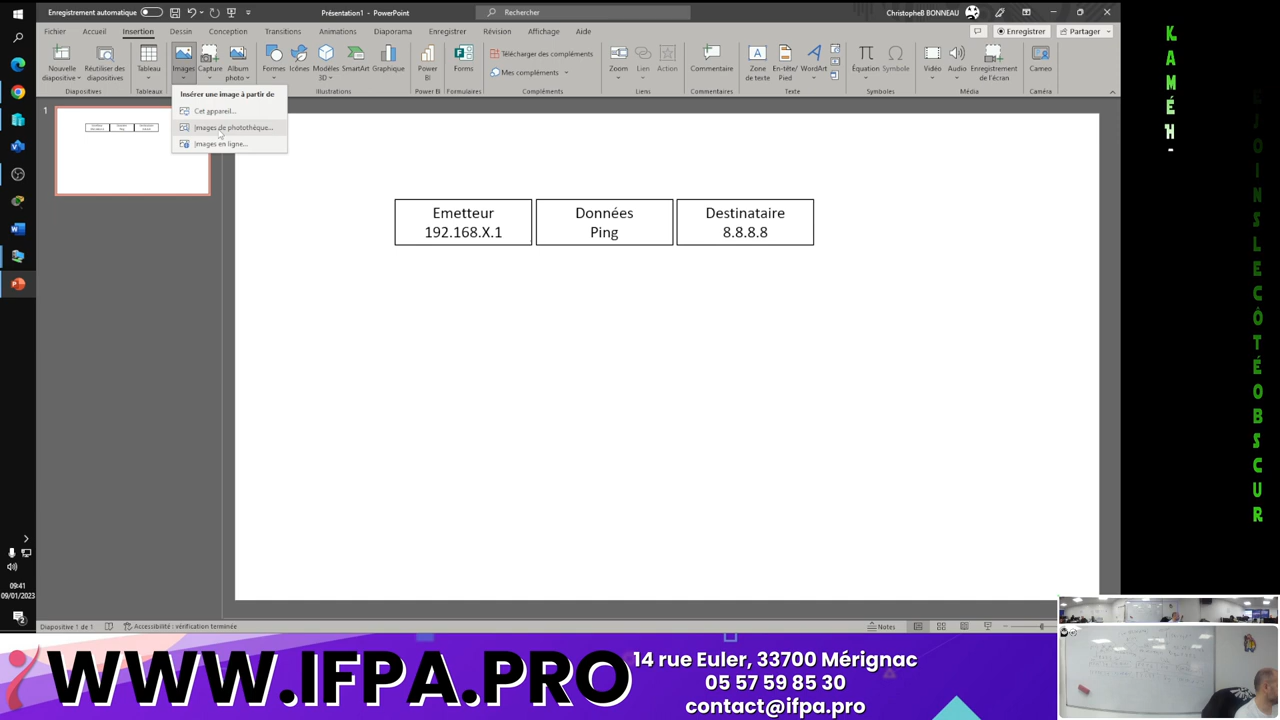 Enregistrement automatique
Présentation1 - PowerPoint
Rechercher
ChristopheB BONNEAU
Fichier Accueil Insertion Dessin Conception Transitions Animations Diaporama Enregistrer Révision Affichage Aide
Enregistrer
Partager
Nouvelle diapositive
Réutiliser des diapositives
Tableau
Images
Capture
Album photo
Formes
Icônes
Modèles 3D
SmartArt
Graphique
Power BI
Forms
Télécharger des compléments
Mes compléments
Zoom
Lien
Action
Commentaire
Zone de texte
En-tête/Pied
WordArt
Équation
Symbole
Vidéo
Audio
Enregistrement de l'écran
Cameo
Diapositives
Tableaux
Illustrations
Power BI
Formulaires
Compléments
Liens
Commentaires
Texte
Symboles
Média
Caméra
Insérer une image à partir de
Cet appareil...
Images de photothèque...
Images en ligne...
1
Emetteur
192.168.X.1
Données
Ping
Destinataire
8.8.8.8
KAMÉH-
EJOINSLECÔTÉOBSCUR
09:41
09/01/2023
2
Diapositive 1 de 1
Accessibilité : vérification terminée
Notes
WWW.IFPA.PRO
14 rue Euler, 33700 Mérignac
05 57 59 85 30
contact@ifpa.pro